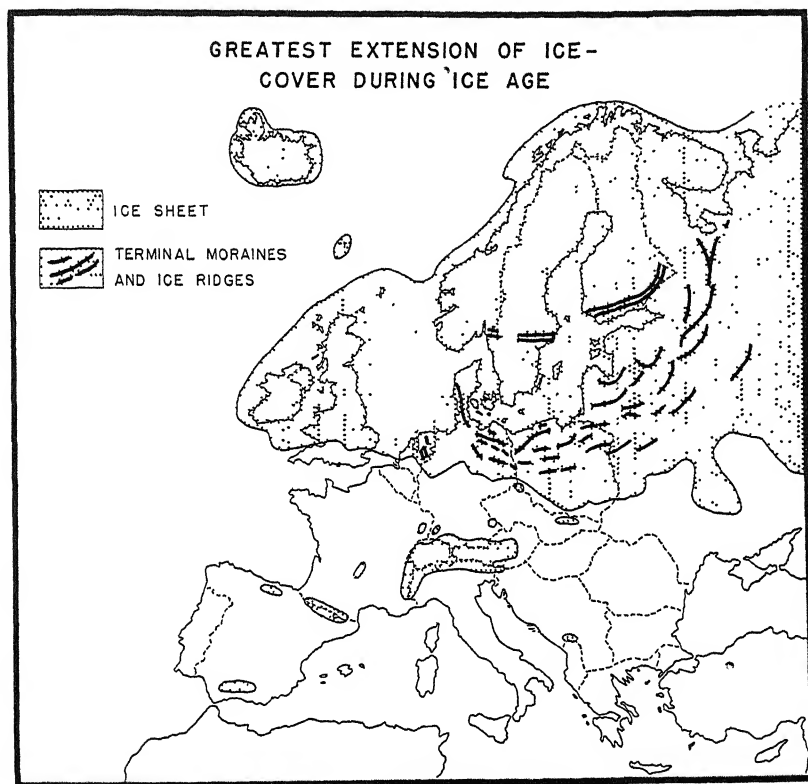 GREATEST EXTENSION OF ICE-
COVER DURING ICE AGE
ICE SHEET
TERMINAL MORAINES
AND ICE RIDGES